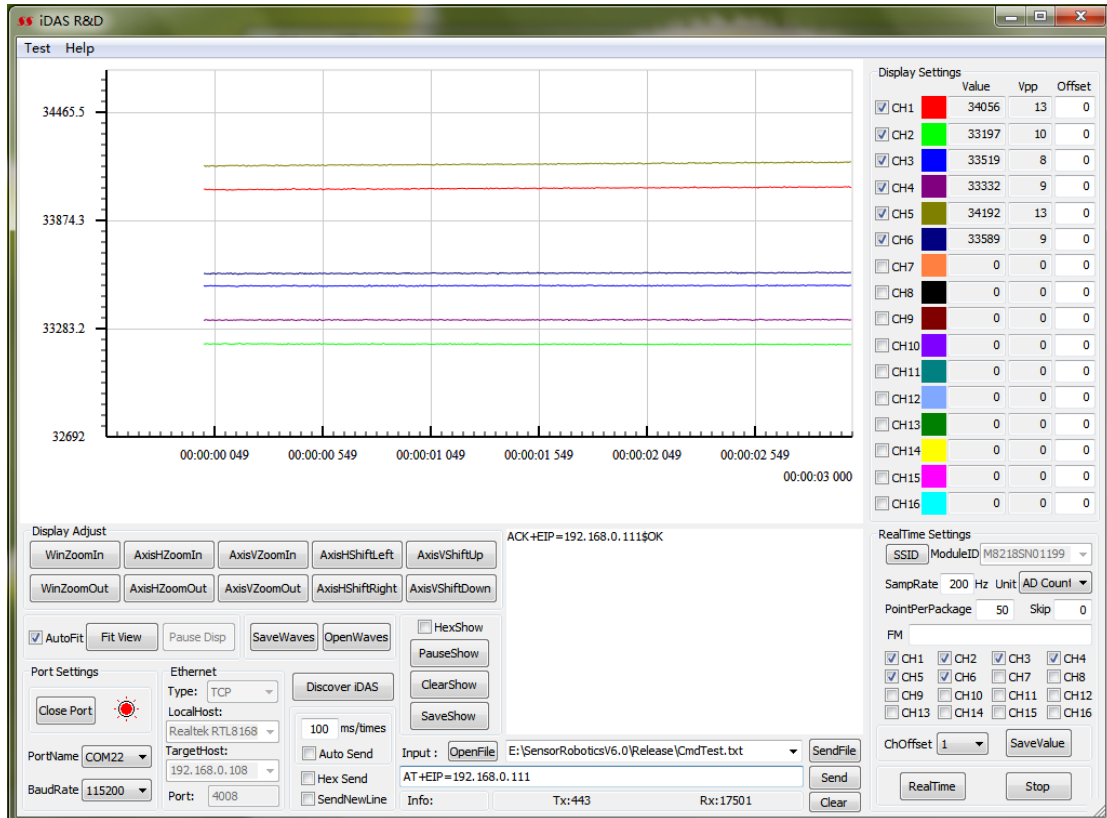 iDAS R&D
Test Help
34465.5
33874.3
33283.2
32692
00:00:00 049 00:00:00 549 00:00:01 049 00:00:01 549 00:00:02 049 00:00:02 549
00:00:03 000
Display Settings
Value Vpp Offset
CH1 34056 13 0
CH2 33197 10 0
CH3 33519 8 0
CH4 33332 9 0
CH5 34192 13 0
CH6 33589 9 0
CH7 0 0 0
CH8 0 0 0
CH9 0 0 0
CH10 0 0 0
CH11 0 0 0
CH12 0 0 0
CH13 0 0 0
CH14 0 0 0
CH15 0 0 0
CH16 0 0 0
Display Adjust
WinZoomIn AxisHZoomIn AxisVZoomIn AxisHShiftLeft AxisVShiftUp
WinZoomOut AxisHZoomOut AxisVZoomOut AxisHShiftRight AxisVShiftDown
AutoFit Fit View Pause Disp SaveWaves OpenWaves
HexShow
PauseShow
ClearShow
SaveShow
Port Settings
Close Port
PortName COM22
BaudRate 115200
Ethernet
Type: TCP
LocalHost:
Realtek RTL8168
TargetHost:
192.168.0.108
Port: 4008
Discover iDAS
100 ms/times
Auto Send
Hex Send
SendNewLine
ACK+EIP=192.168.0.111$OK
Input : OpenFile E:\SensorRoboticsV6.0\Release\CmdTest.txt SendFile
AT+EIP=192.168.0.111 Send
Info: Tx:443 Rx:17501 Clear
RealTime Settings
SSID ModuleID M8218SN01199
SampRate 200 Hz Unit AD Count
PointPerPackage 50 Skip 0
FM
CH1 CH2 CH3 CH4
CH5 CH6 CH7 CH8
CH9 CH10 CH11 CH12
CH13 CH14 CH15 CH16
ChOffset 1 SaveValue
RealTime Stop